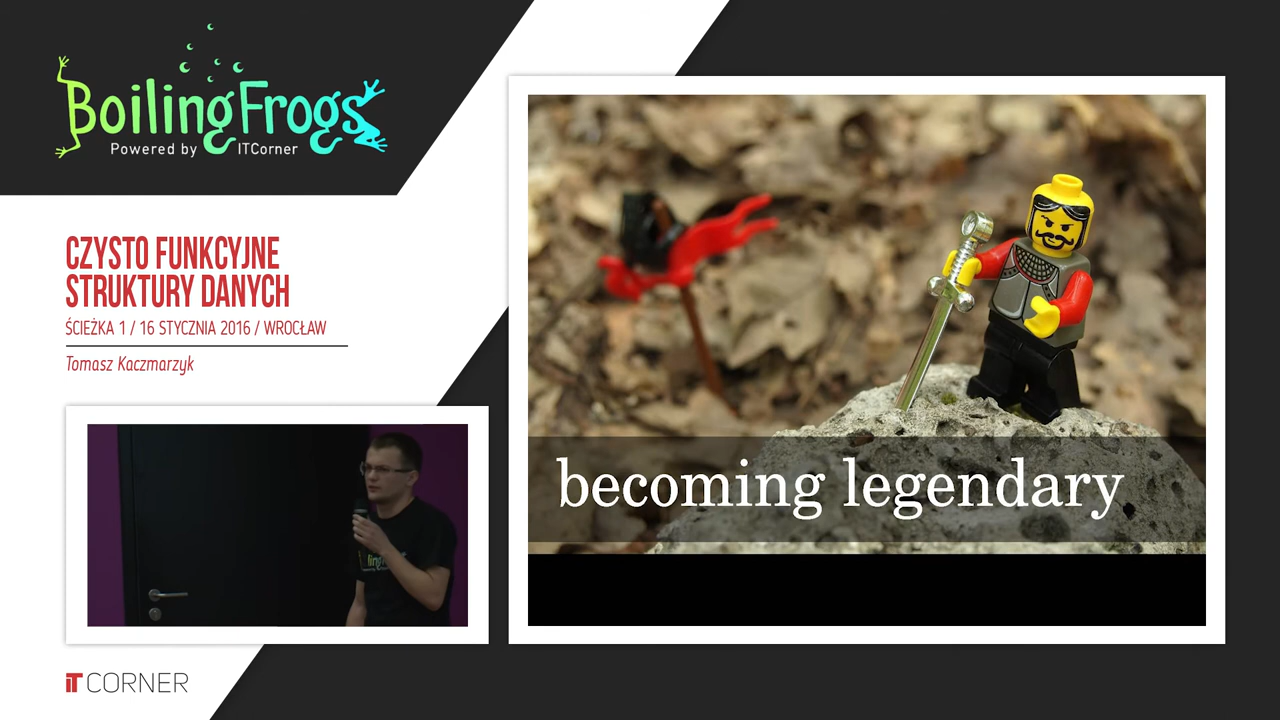 BoilingFrogs
Powered by ITCorner
CZYSTO FUNKCYJNE
STRUKTURY DANYCH
ŚCIEŻKA 1 / 16 STYCZNIA 2016 / WROCŁAW
Tomasz Kaczmarzyk
becoming legendary
lingFr
iT CORNER